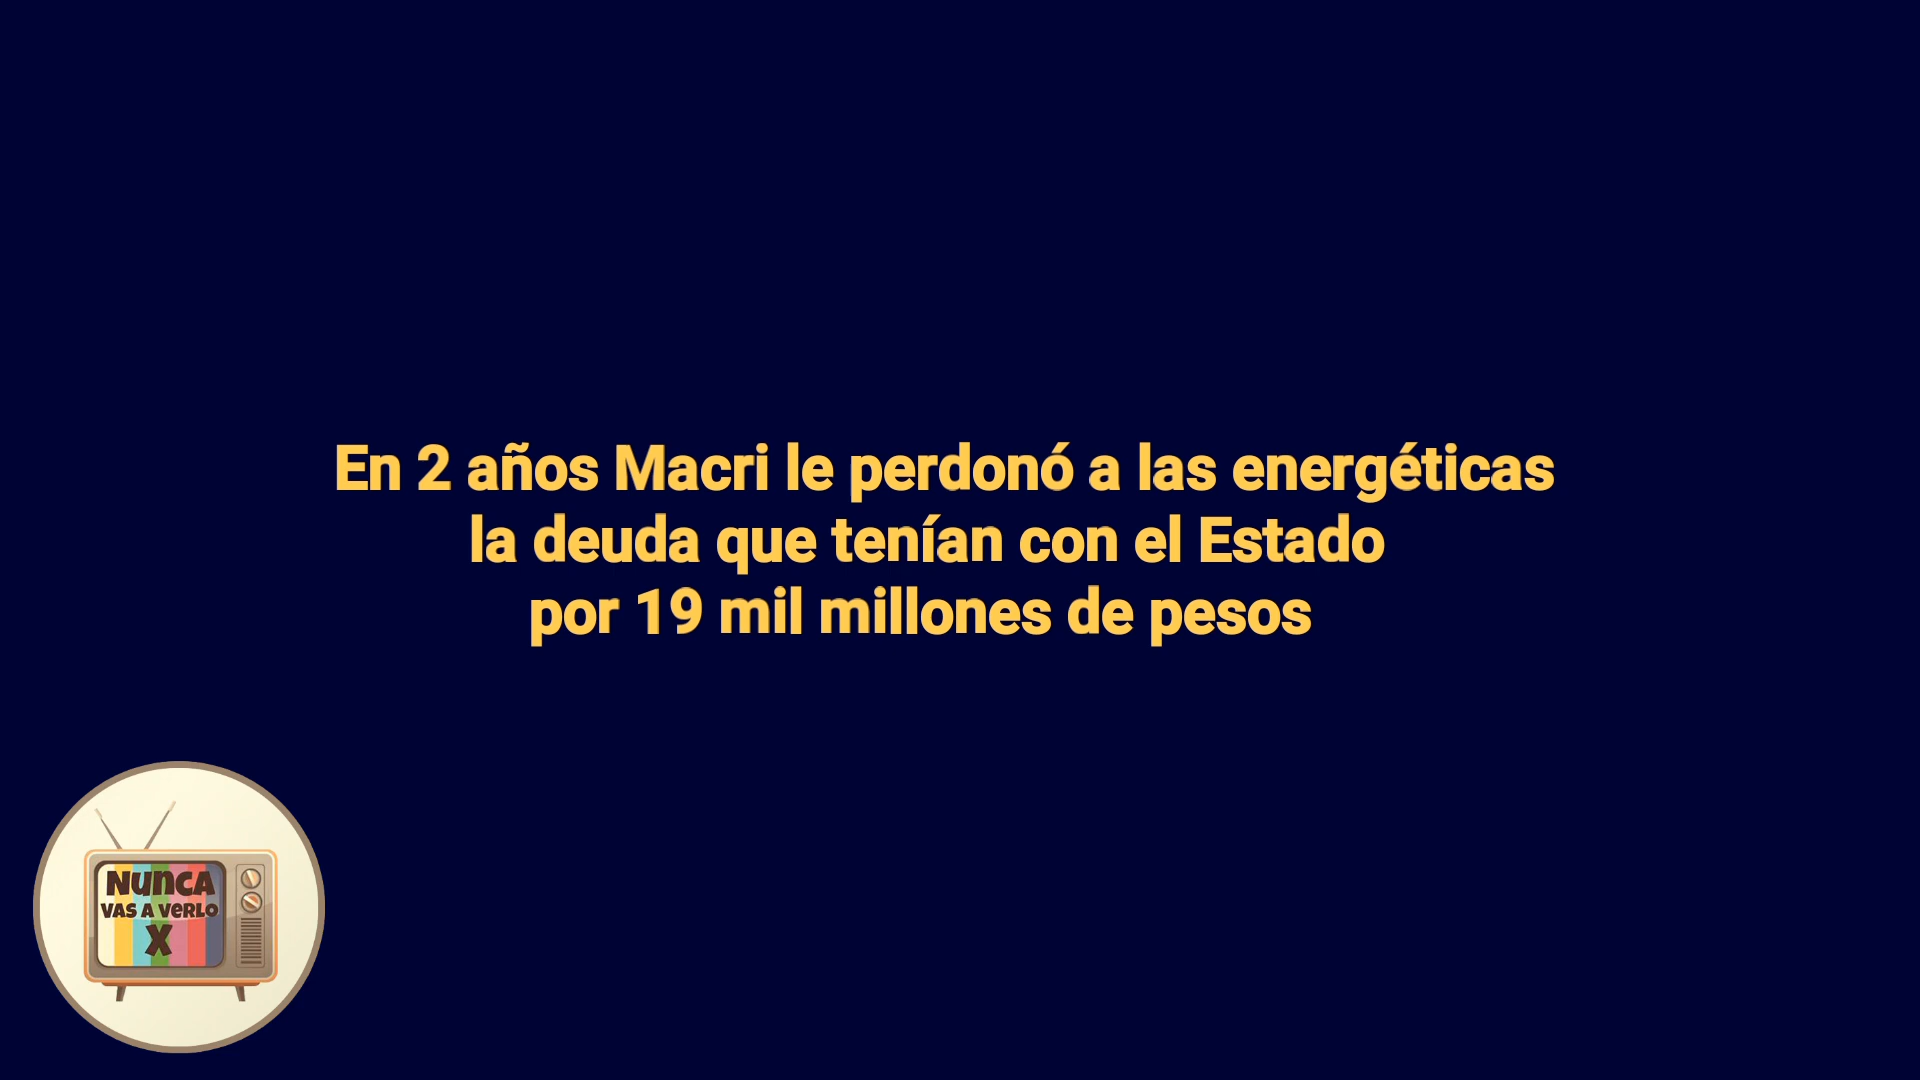 En 2 años Macri le perdonó a las energéticas
la deuda que tenían con el Estado
por 19 mil millones de pesos
NUNCA
VAS A VERLO
X